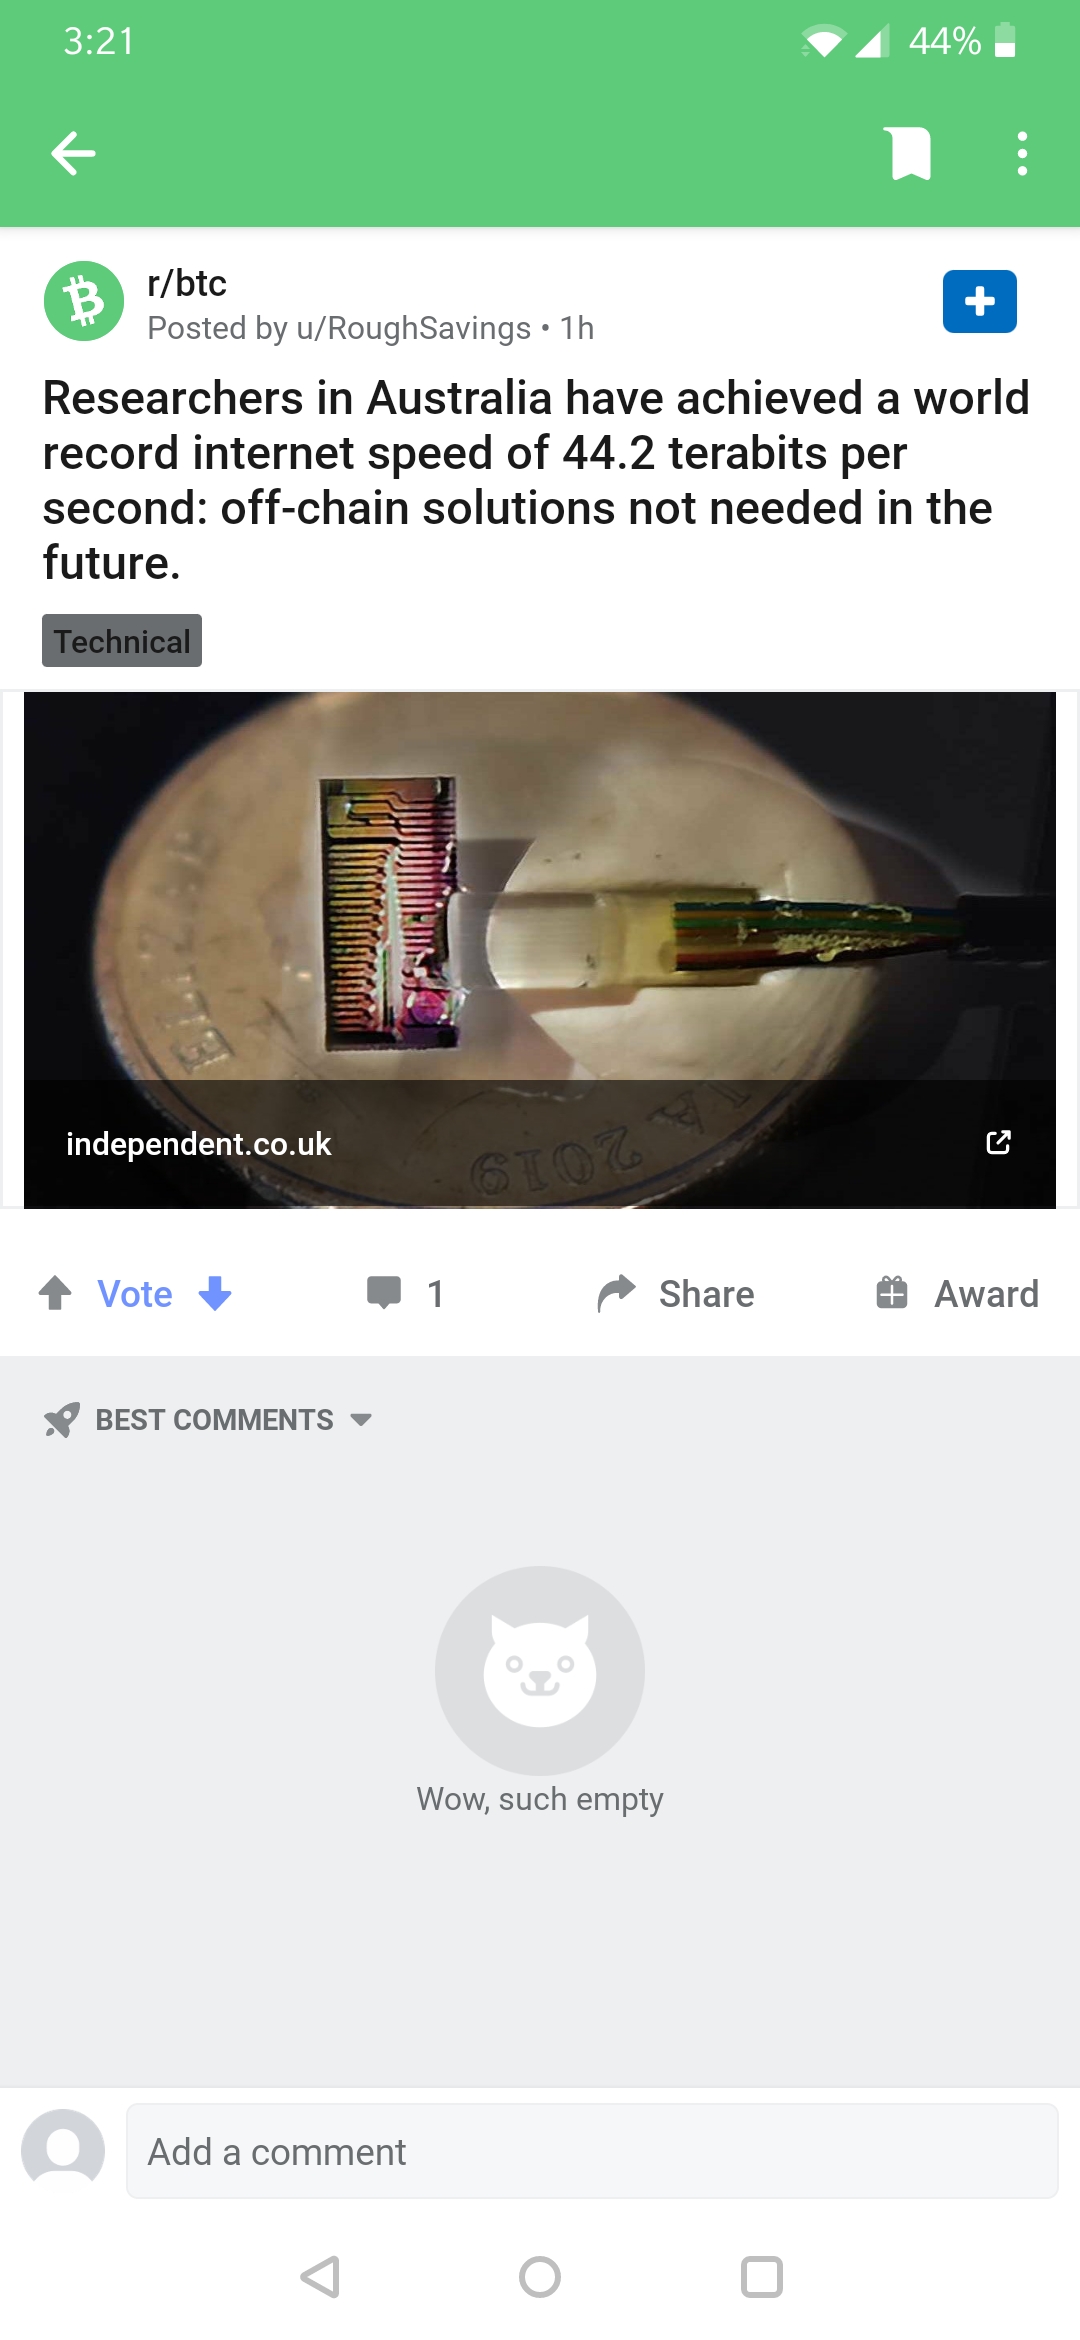 3:21
44%
r/btc
Posted by u/RoughSavings • 1h
Researchers in Australia have achieved a world
record internet speed of 44.2 terabits per
second: off-chain solutions not needed in the
future.
Technical
2019
independent.co.uk
Vote
1
Share
Award
BEST COMMENTS
Wow, such empty
Add a comment